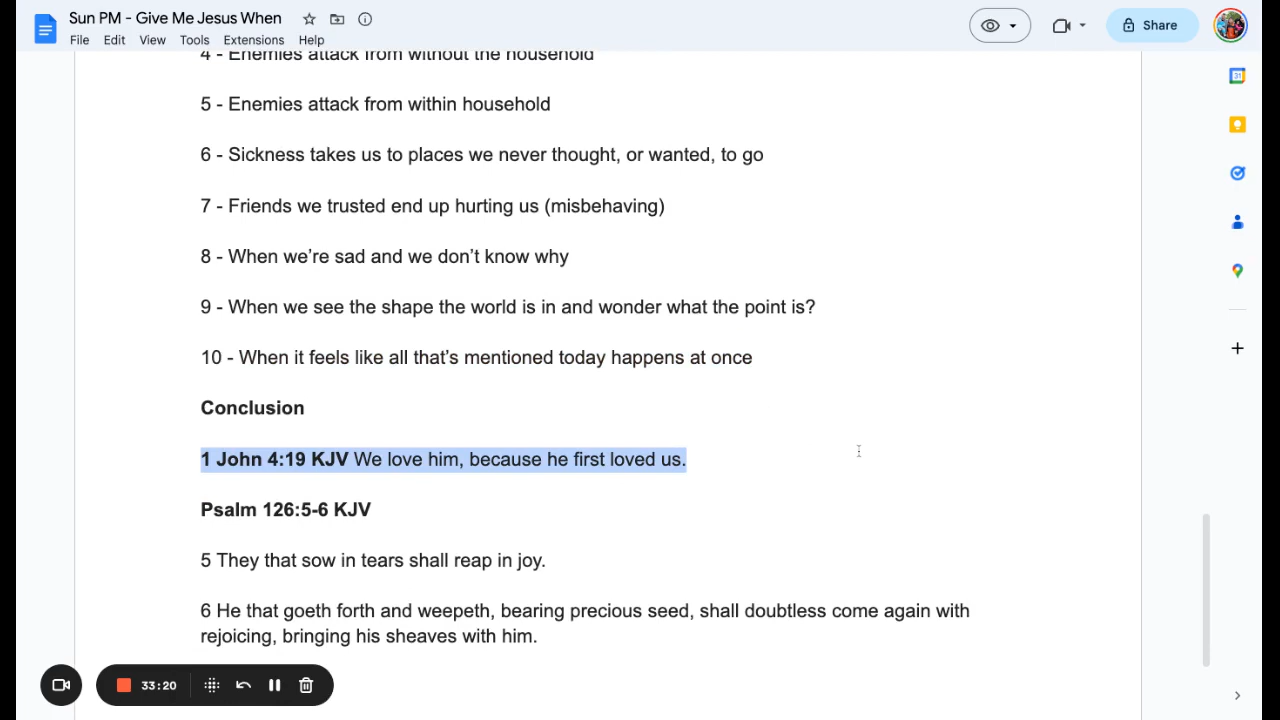 Sun PM - Give Me Jesus When
File Edit View Tools Extensions Help
Share
4 - Enemies attack from without the household
5 - Enemies attack from within household
6 - Sickness takes us to places we never thought, or wanted, to go
7 - Friends we trusted end up hurting us (misbehaving)
8 - When we’re sad and we don’t know why
9 - When we see the shape the world is in and wonder what the point is?
10 - When it feels like all that’s mentioned today happens at once
Conclusion
1 John 4:19 KJV We love him, because he first loved us.
Psalm 126:5-6 KJV
5 They that sow in tears shall reap in joy.
6 He that goeth forth and weepeth, bearing precious seed, shall doubtless come again with
rejoicing, bringing his sheaves with him.
33:20
31